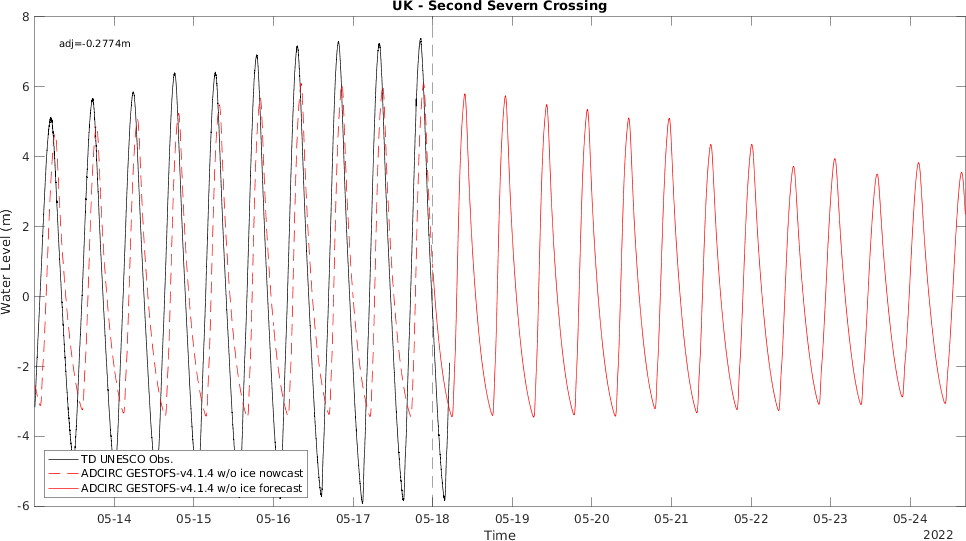 UK - Second Severn Crossing
adj=-0.2774m
8
6
4
2
0
-2
-4
-6
Water Level (m)
TD UNESCO Obs.
ADCIRC GESTOFS-v4.1.4 w/o ice nowcast
ADCIRC GESTOFS-v4.1.4 w/o ice forecast
05-14 05-15 05-16 05-17 05-18 05-19 05-20 05-21 05-22 05-23 05-24
Time
2022